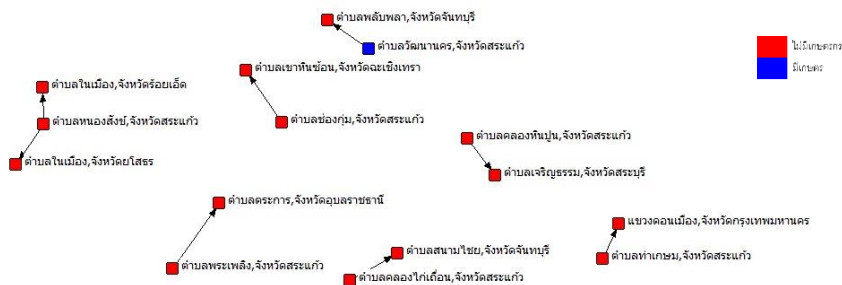 ตำบลพลับพลา,จังหวัดจันทบุรี
ตำบลวัฒนานคร,จังหวัดสระแก้ว
ไม่มีเกษตรกร
มีเกษตร
ตำบลเขาหินซ้อน,จังหวัดฉะเชิงเทรา
ตำบลในเมือง,จังหวัดร้อยเอ็ด
ตำบลหนองสังข์,จังหวัดสระแก้ว
ตำบลช่องกุ่ม,จังหวัดสระแก้ว
ตำบลคลองหินปูน,จังหวัดสระแก้ว
ตำบลในเมือง,จังหวัดยโสธร
ตำบลเจริญธรรม,จังหวัดสระบุรี
ตำบลตระการ,จังหวัดอุบลราชธานี
แขวงดอนเมือง,จังหวัดกรุงเทพมหานคร
ตำบลสนามไชย,จังหวัดจันทบุรี
ตำบลท่าเกษม,จังหวัดสระแก้ว
ตำบลพระเพลิง,จังหวัดสระแก้ว
ตำบลคลองไก่เถื่อน,จังหวัดสระแก้ว